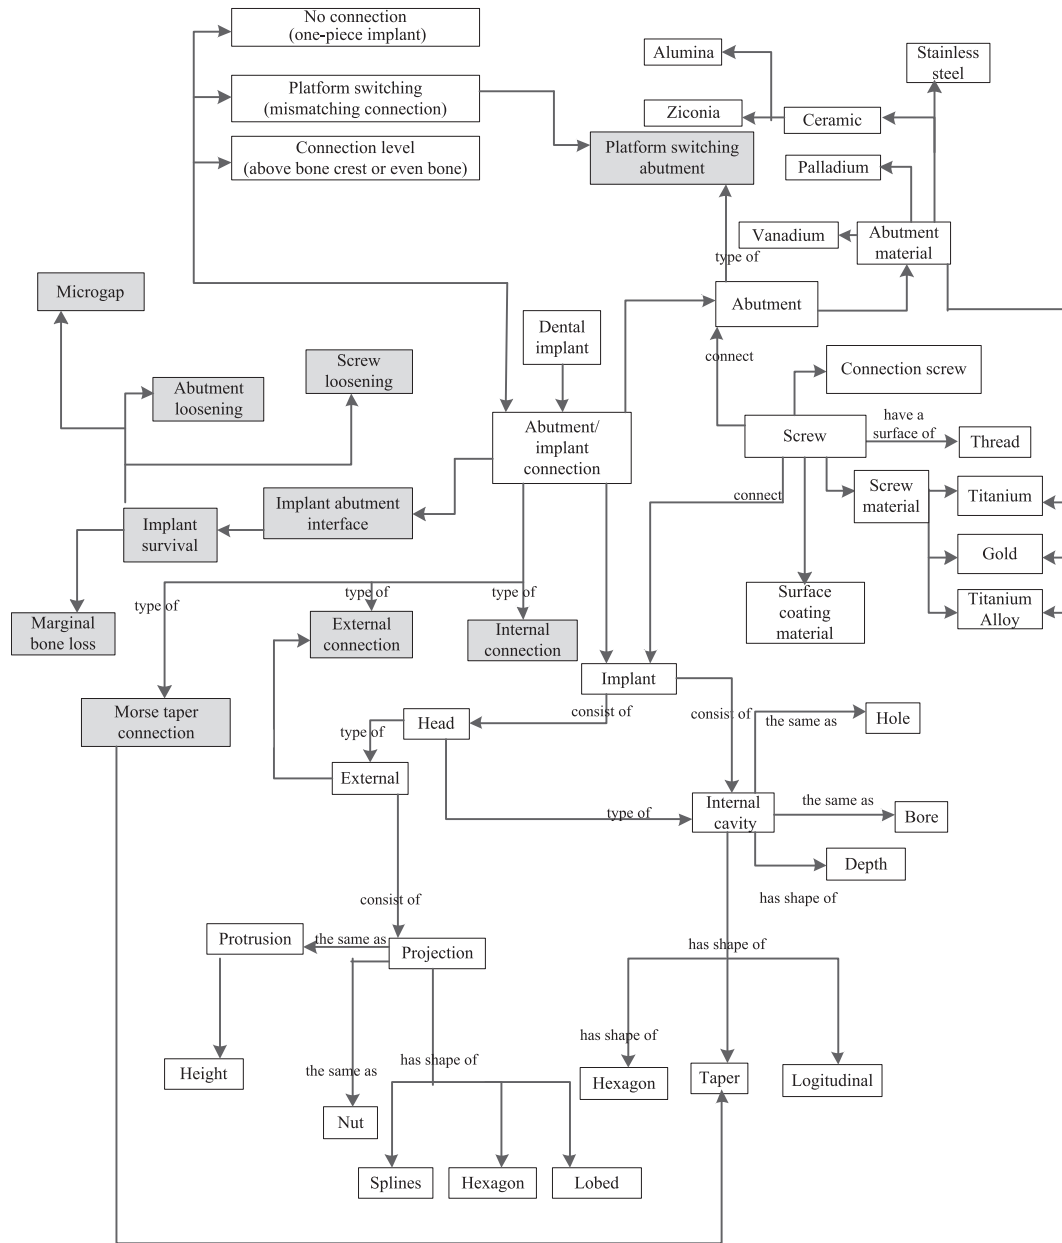 No connection
(one-piece implant)
Alumina
Stainless
steel
Platform switching
(mismatching connection)
Ziconia
Ceramic
Connection level
(above bone crest or even bone)
Platform switching
abutment
Palladium
Vanadium
Abutment
material
type of
Microgap
Abutment
Dental
implant
connect
Screw
loosening
Connection screw
Abutment
loosening
have a
surface of
Abutment/
implant
connection
Screw
Thread
connect
Screw
material
Titanium
Implant abutment
interface
Implant
survival
Gold
Surface
coating
material
Titanium
Alloy
type of
type of
type of
Marginal
bone loss
External
connection
Internal
connection
Implant
Morse taper
connection
Head
consist of
consist of
the same as
Hole
type of
External
Internal
cavity
type of
the same as
Bore
Depth
has shape of
consist of
Protrusion
the same as
Projection
has shape of
Height
the same as
has shape of
has shape of
Hexagon
Taper
Logitudinal
Nut
Splines
Hexagon
Lobed